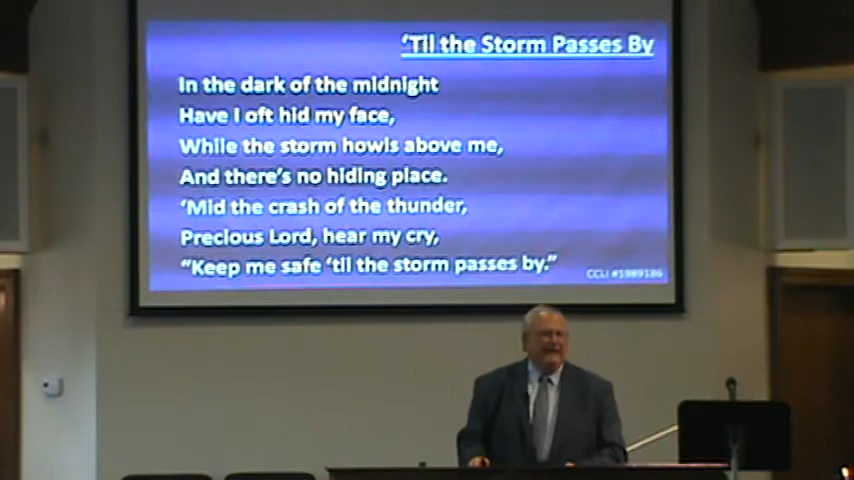 ‘Til the Storm Passes By
In the dark of the midnight
Have I oft hid my face,
While the storm howls above me,
And there’s no hiding place.
‘Mid the crash of the thunder,
Precious Lord, hear my cry,
“Keep me safe ‘til the storm passes by.”
CCLI #1989186